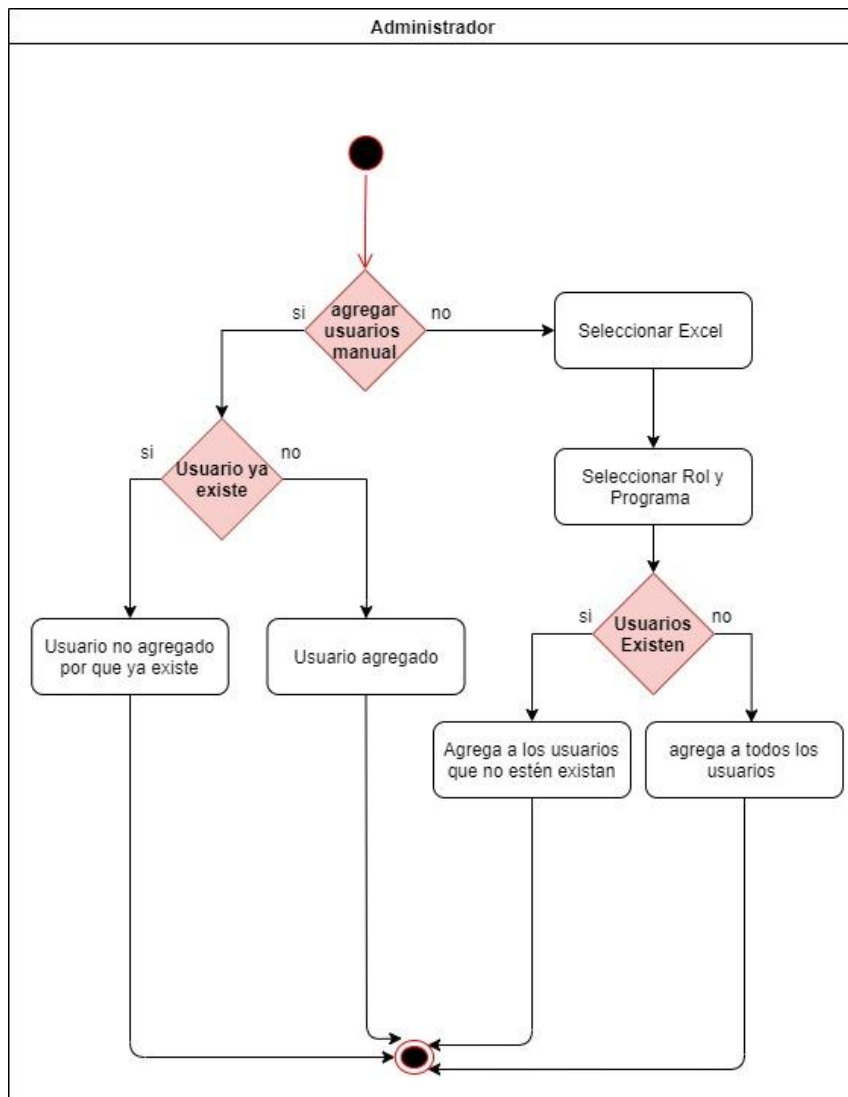 Administrador
agregar
usuarios
manual
si
no
Seleccionar Excel
Usuario ya
existe
si
no
Seleccionar Rol y
Programa
Usuario no agregado
por que ya existe
Usuario agregado
Usuarios
Existen
si
no
Agrega a los usuarios
que no estén existan
agrega a todos los
usuarios